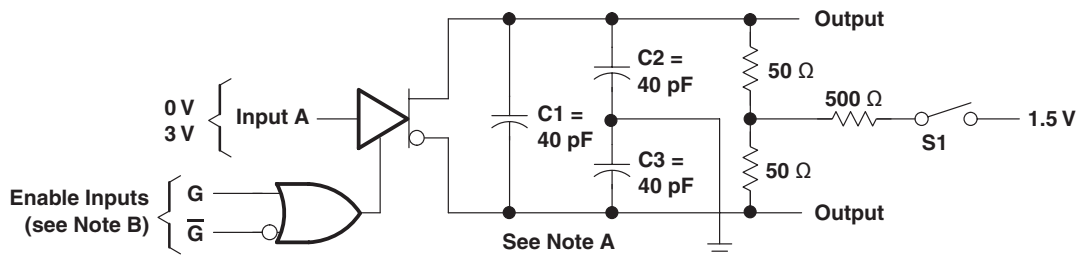 Output
C2 =
40 pF
50 Ω
0 V
3 V
Input A
C1 =
40 pF
500 Ω
1.5 V
S1
C3 =
40 pF
50 Ω
Enable Inputs
(see Note B)
G
G̅
Output
See Note A